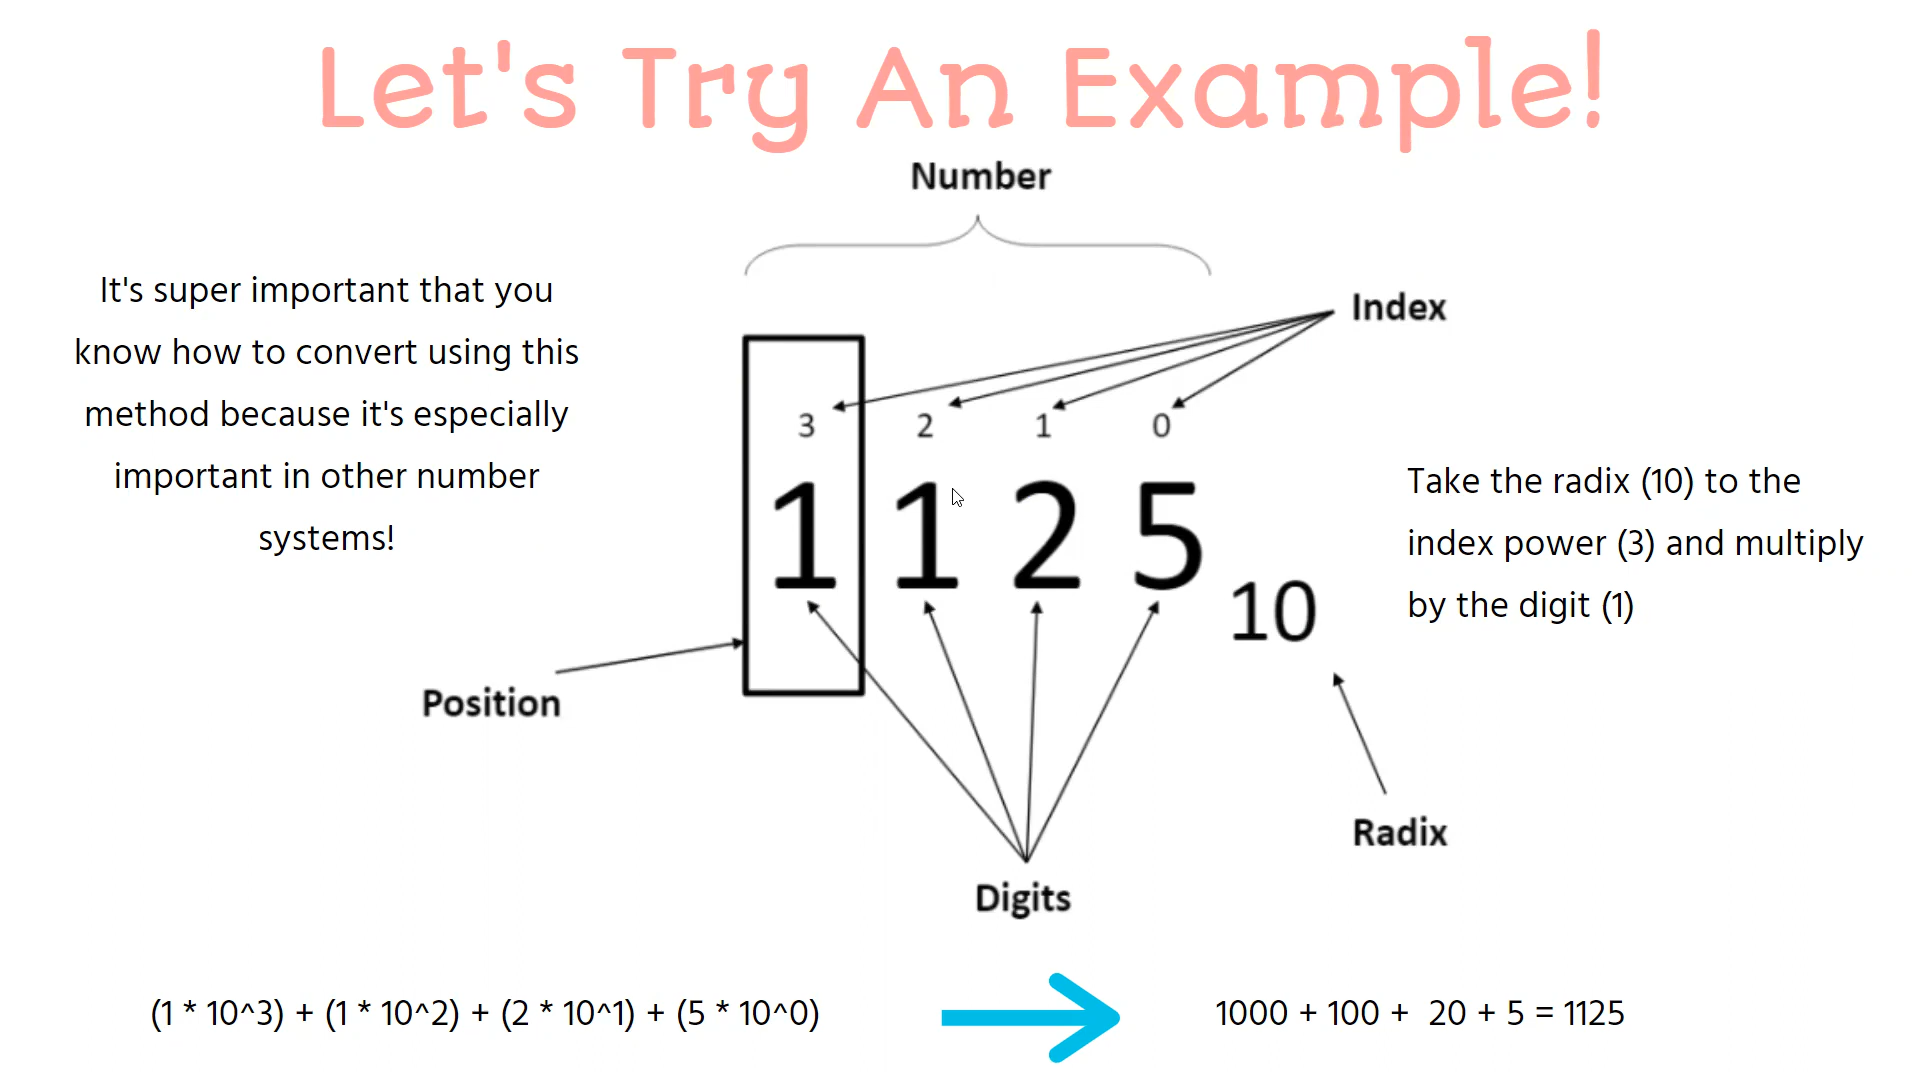 Let's Try An Example!
Number
It's super important that you
know how to convert using this
method because it's especially
important in other number
systems!
Index
3 2 1 0
1 1 2 5 10
Take the radix (10) to the
index power (3) and multiply
by the digit (1)
Position
Radix
Digits
(1 * 10^3) + (1 * 10^2) + (2 * 10^1) + (5 * 10^0)
1000 + 100 + 20 + 5 = 1125